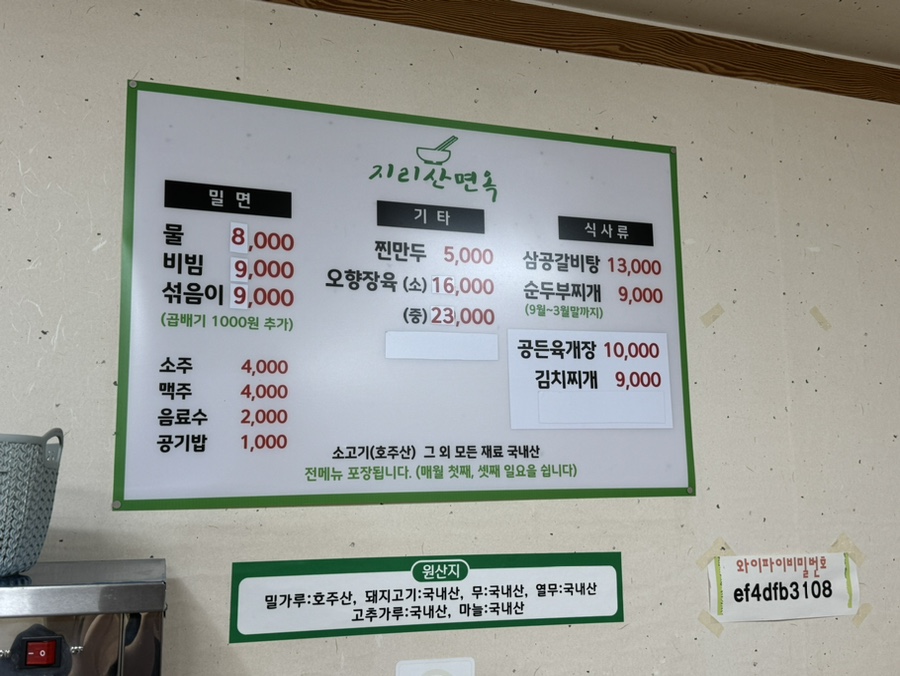 지리산면옥
밀면
물 8,000
비빔 9,000
섞음이 9,000
(곱배기 1000원 추가)
소주 4,000
맥주 4,000
음료수 2,000
공기밥 1,000
기타
찐만두 5,000
오향장육 (소) 16,000
(중) 23,000
식사류
삼공갈비탕 13,000
순두부찌개 9,000
(9월~3월말까지)
공든육개장 10,000
김치찌개 9,000
소고기(호주산) 그 외 모든 재료 국내산
전메뉴 포장됩니다. (매월 첫째, 셋째 일요을 쉽니다)
원산지
밀가루:호주산, 돼지고기:국내산, 무:국내산, 열무:국내산
고추가루:국내산, 마늘:국내산
와이파이비밀번호
ef4dfb3108